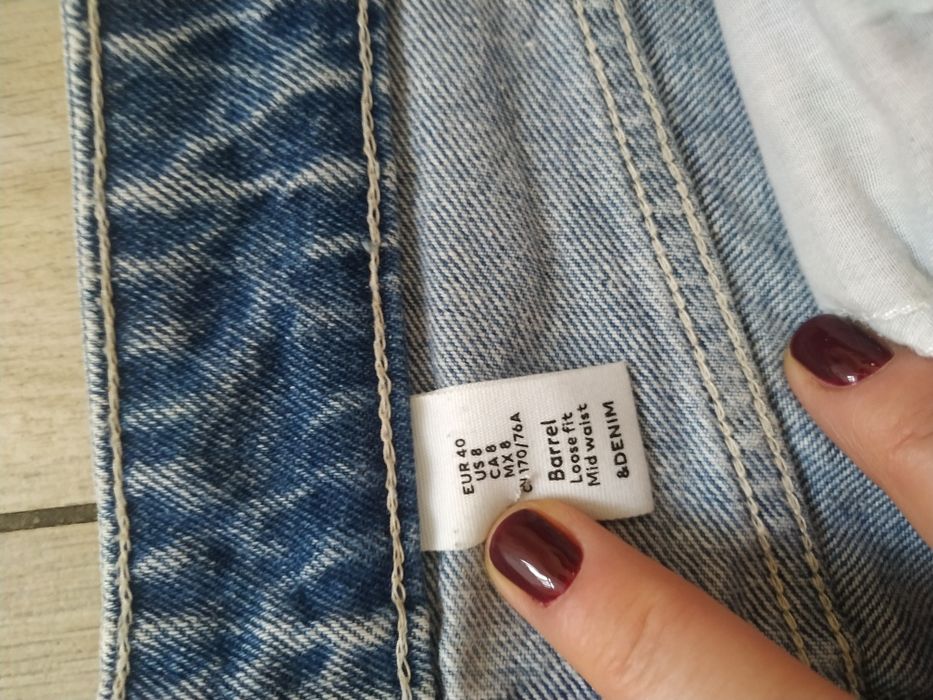 EUR 40
US 8
CA 8
MX 8
CN 170/76A
Barrel
Loose fit
Mid waist
&DENIM